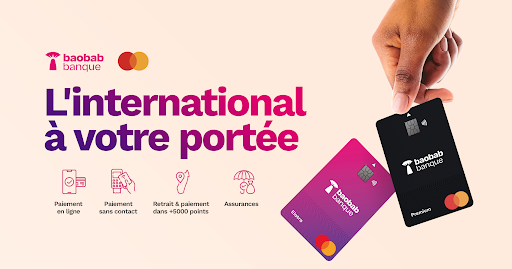 baobab
banque
L'international
à votre portée
Paiement
en ligne
Paiement
sans contact
Retrait & paiement
dans +5000 points
Assurances
baobab
banque
baobab
banque
Premium